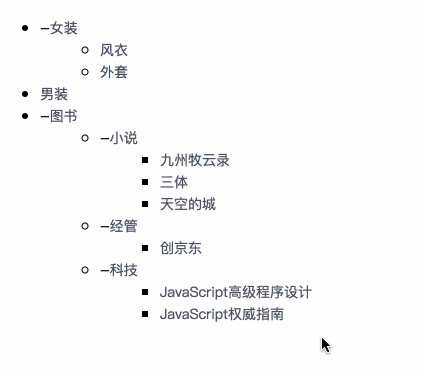 –女装
风衣
外套
男装
–图书
–小说
九州牧云录
三体
天空的城
–经管
创京东
–科技
JavaScript高级程序设计
JavaScript权威指南